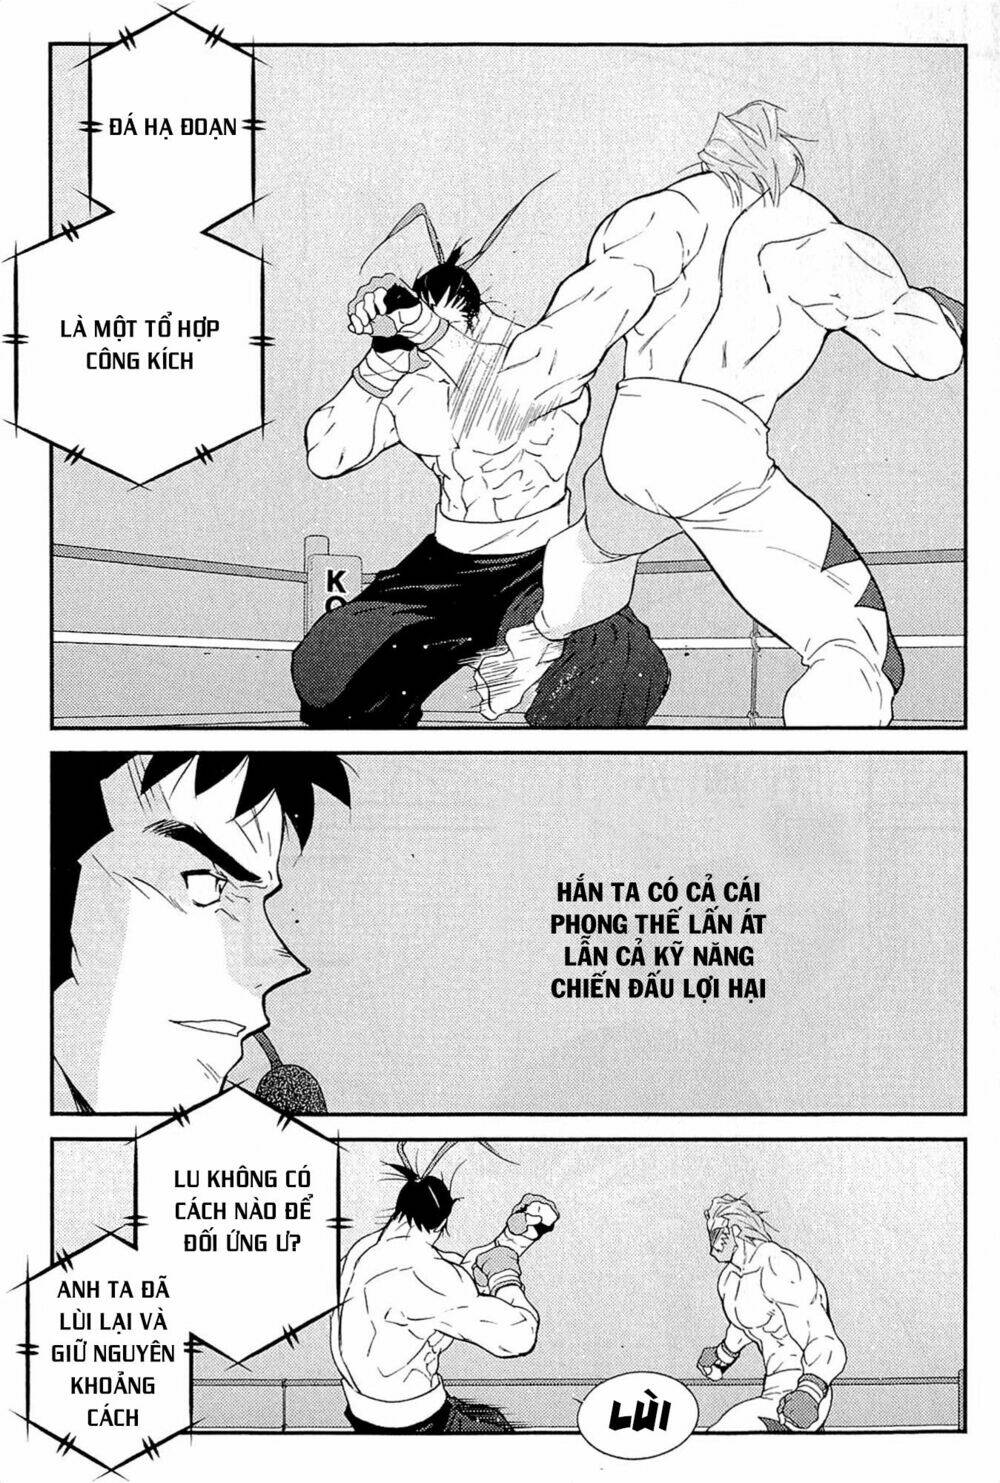 ĐÁ HẠ ĐOẠN
LÀ MỘT TỔ HỢP
CÔNG KÍCH
K
O
HẮN TA CÓ CẢ CÁI
PHONG THẾ LẤN ÁT
LẪN CẢ KỸ NĂNG
CHIẾN ĐẤU LỢI HẠI
LU KHÔNG CÓ
CÁCH NÀO ĐỂ
ĐỐI ỨNG Ư?
ANH TA ĐÃ
LÙI LẠI VÀ
GIỮ NGUYÊN
KHOẢNG
CÁCH
LÙI